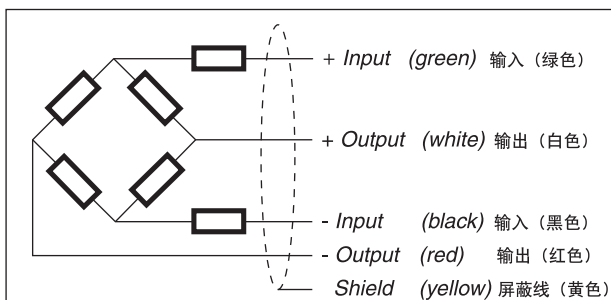 + Input (green) 输入（绿色）
+ Output (white) 输出（白色）
- Input (black) 输入（黑色）
- Output (red) 输出（红色）
Shield (yellow) 屏蔽线（黄色）